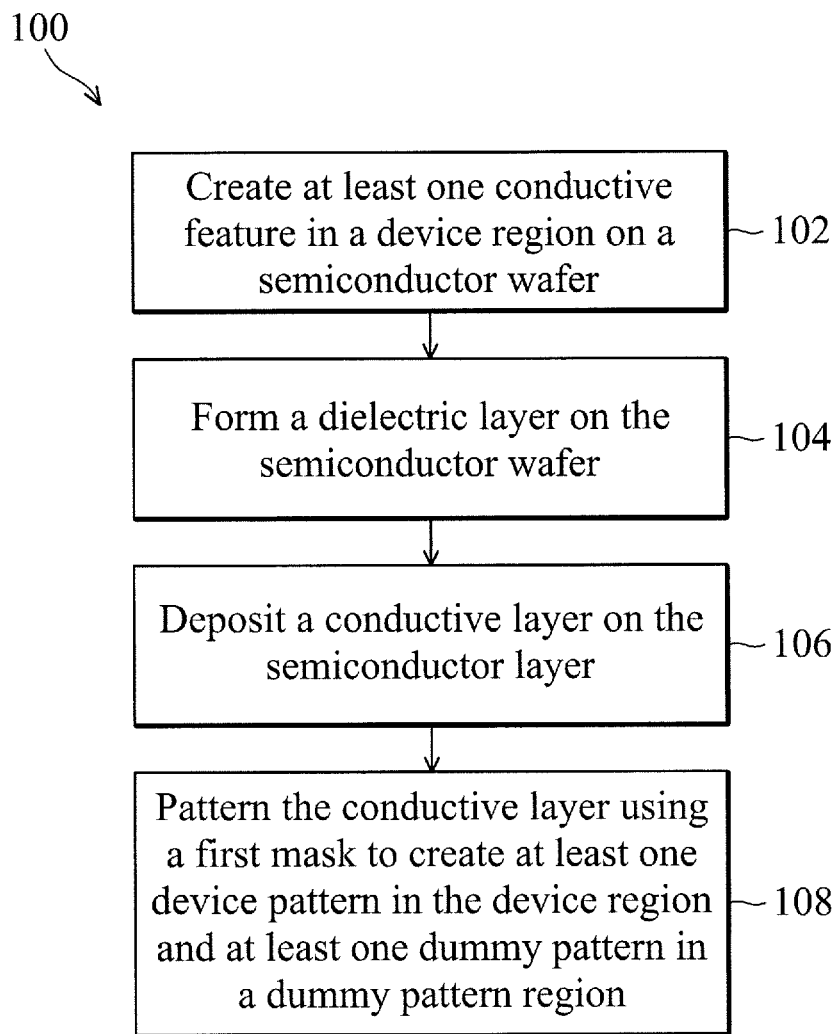 100
Create at least one conductive
feature in a device region on a
semiconductor wafer
102
Form a dielectric layer on the
semiconductor wafer
104
Deposit a conductive layer on the
semiconductor layer
106
Pattern the conductive layer using
a first mask to create at least one
device pattern in the device region
and at least one dummy pattern in
a dummy pattern region
108